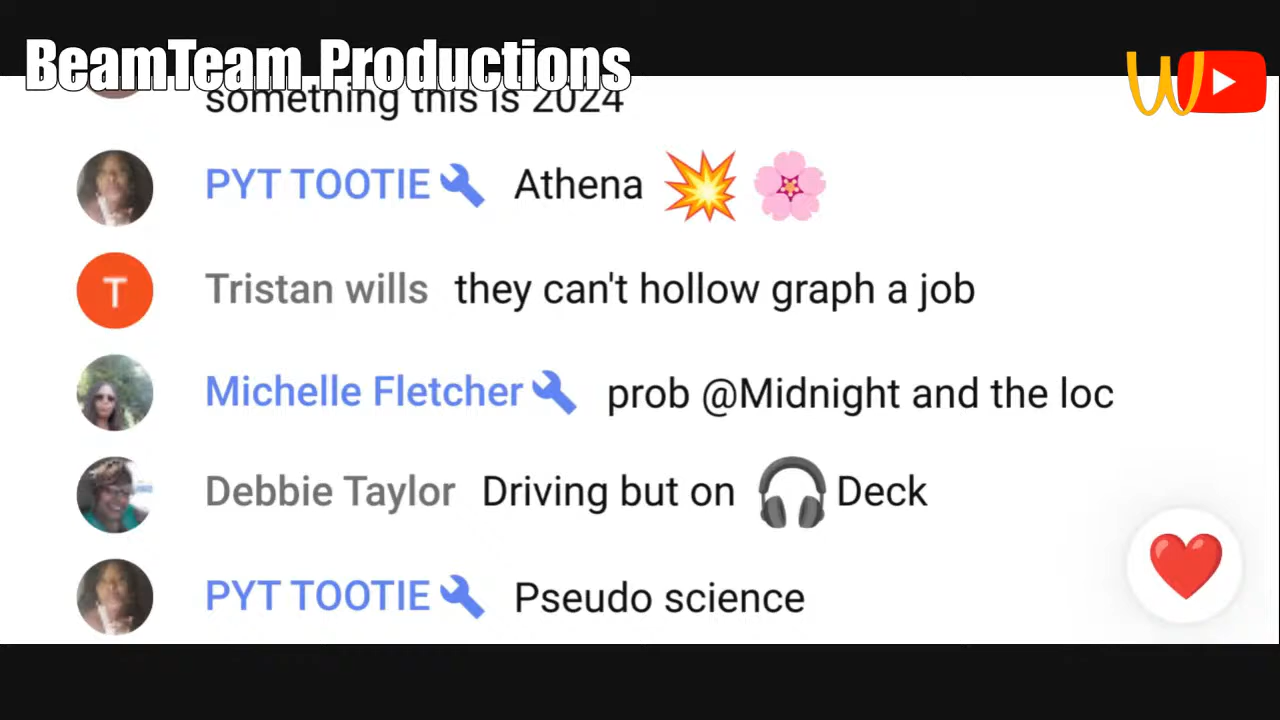 BeamTeam Productions
something this is 2024
PYT TOOTIE Athena 💥 🌸
T Tristan wills they can't hollow graph a job
Michelle Fletcher prob @Midnight and the loc
Debbie Taylor Driving but on 🎧 Deck
PYT TOOTIE Pseudo science